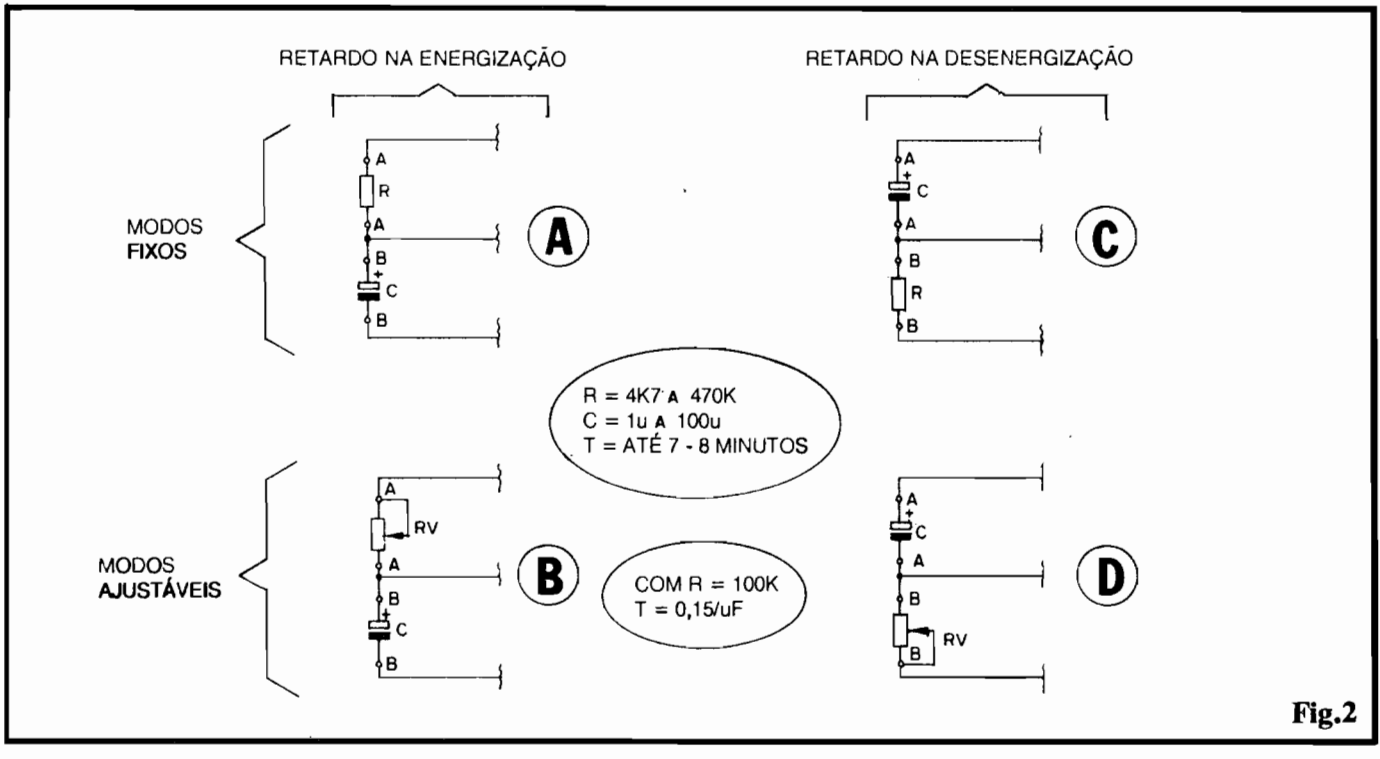 RETARDO NA ENERGIZAÇÃO
RETARDO NA DESENERGIZAÇÃO
MODOS
FIXOS
A
R
A
B
+
C
B
A
A
+
C
A
B
R
B
C
R = 4K7 A 470K
C = 1u A 100u
T = ATÉ 7 - 8 MINUTOS
MODOS
AJUSTÁVEIS
A
RV
A
B
+
C
B
B
COM R = 100K
T = 0,15/uF
A
+
C
A
B
RV
B
D
Fig.2